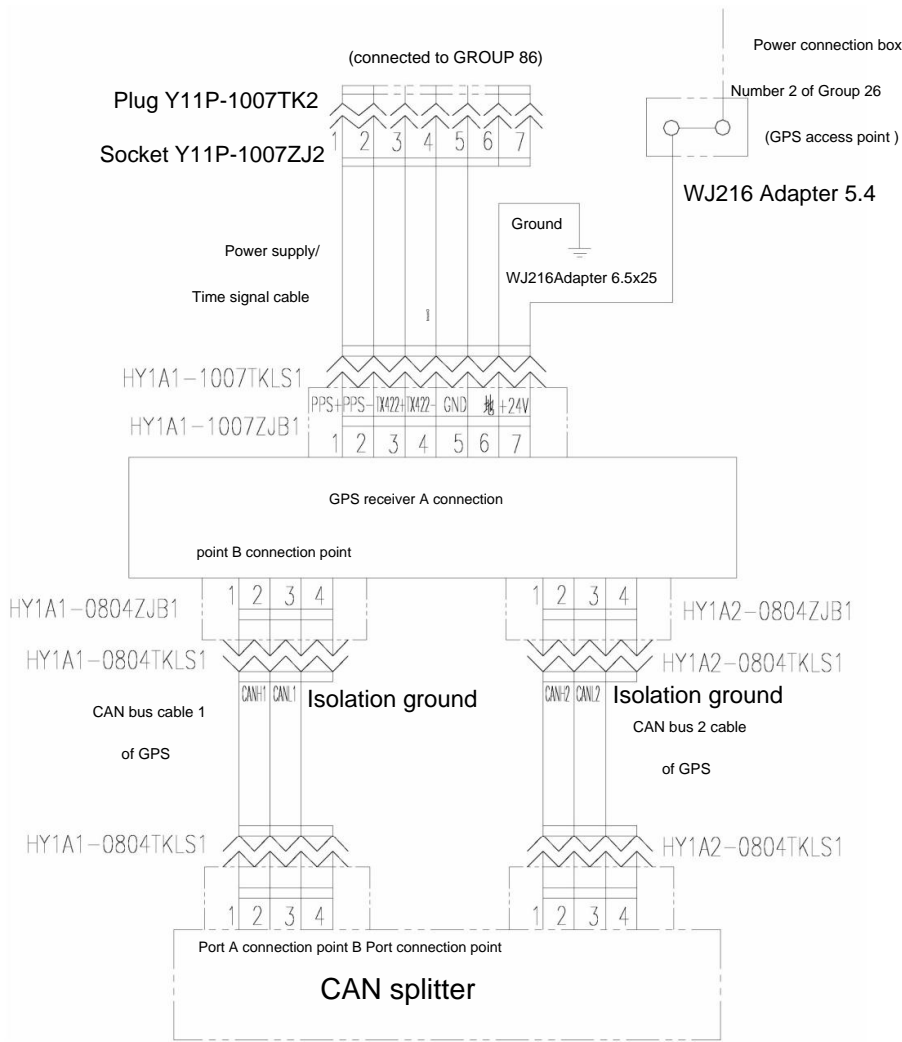 (connected to GROUP 86)
Plug Y11P-1007TK2
1 2 3 4 5 6 7
Socket Y11P-1007ZJ2
Power connection box
Number 2 of Group 26
(GPS access point )
WJ216 Adapter 5.4
Ground
WJ216Adapter 6.5x25
Power supply/
Time signal cable
HY1A1-1007TKLS1
PPS+ PPS- TX422+ TX422- GND 地 +24V
HY1A1-1007ZJB1
1 2 3 4 5 6 7
GPS receiver A connection
point B connection point
1 2 3 4
1 2 3 4
HY1A1-0804ZJB1
HY1A2-0804ZJB1
HY1A1-0804TKLS1
HY1A2-0804TKLS1
CANH1 CANL1 Isolation ground
CANH2 CANL2 Isolation ground
CAN bus cable 1
of GPS
CAN bus 2 cable
of GPS
HY1A1-0804TKLS1
HY1A2-0804TKLS1
1 2 3 4
1 2 3 4
Port A connection point B Port connection point
CAN splitter